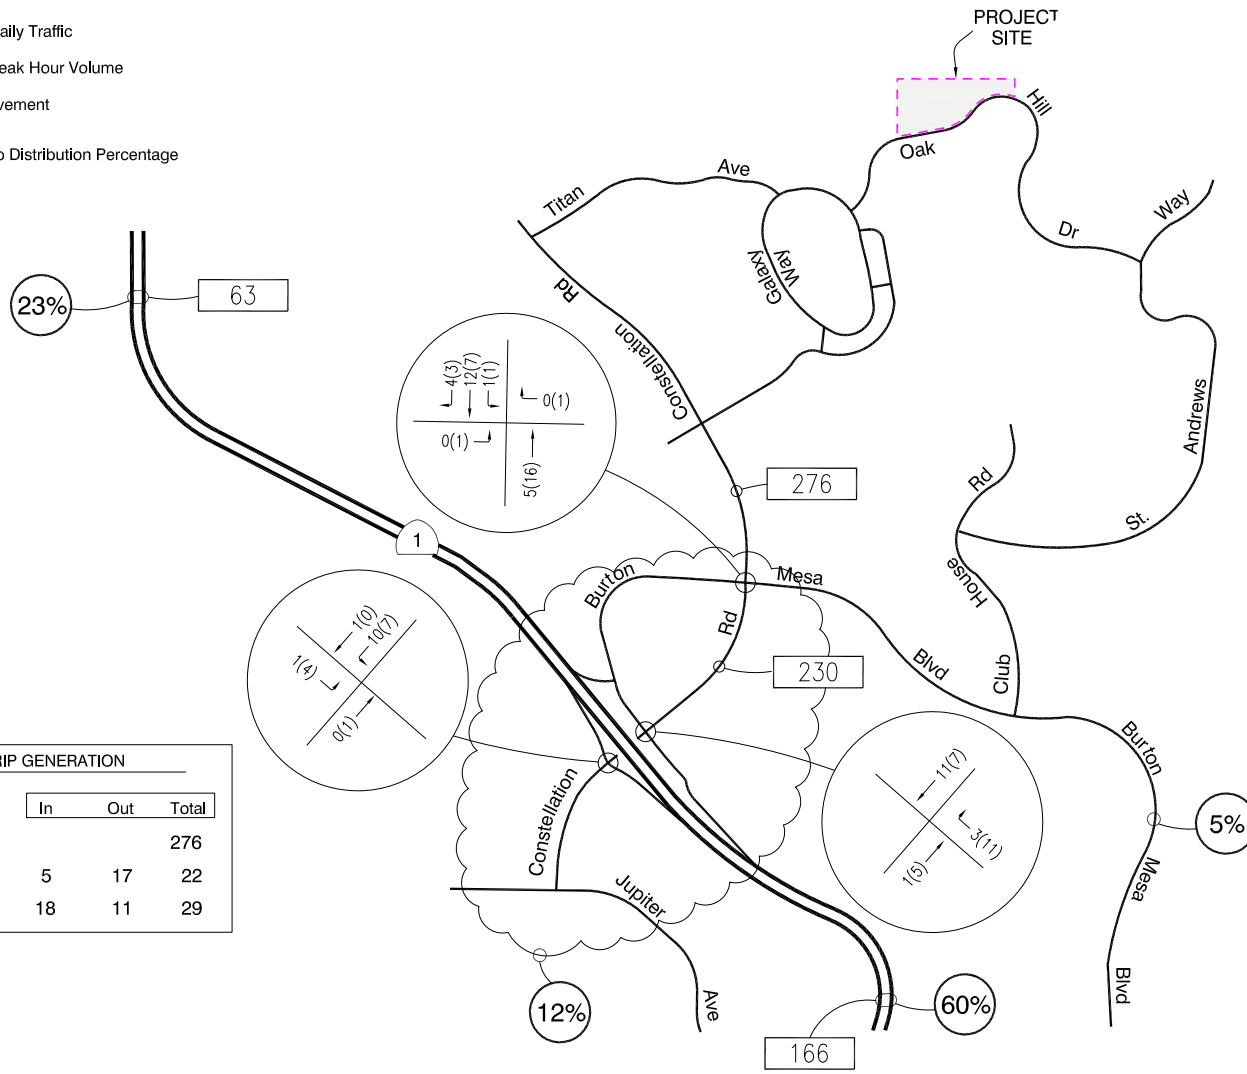 PROJECT
SITE
aily Traffic
eak Hour Volume
vement
Distribution Percentage
Oak
Hill
Dr
Way
Andrews
St.
Titan
Ave
Galaxy
Way
Rd
Constellation
23%
63
4(3)
12(7)
1(1)
0(1)
0(1)
5(16)
276
1
Burton
Mesa
Rd
Blvd
Rd
House
Club
230
1(0)
10(7)
1(4)
0(1)
11(7)
3(11)
1(5)
Burton
Mesa
Blvd
5%
Constellation
Jupiter
Ave
RIP GENERATION
In Out Total
276
5 17 22
18 11 29
12%
60%
166